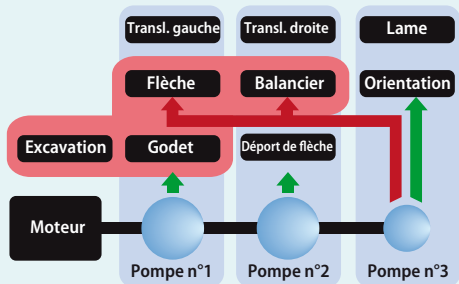 Transl. gauche Transl. droite Lame
Flèche Balancier Orientation
Excavation Godet Déport de flèche
Moteur
Pompe n°1 Pompe n°2 Pompe n°3